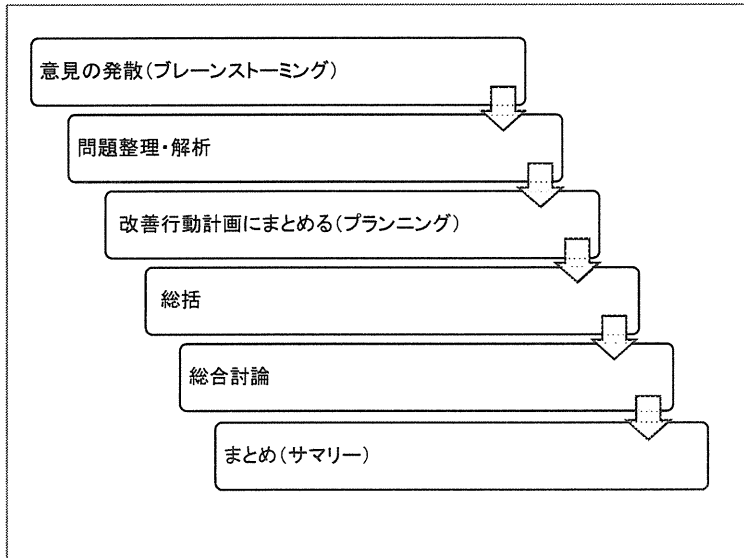 意見の発散(ブレーンストーミング)
問題整理・解析
改善行動計画にまとめる(プランニング)
総括
総合討論
まとめ(サマリー)